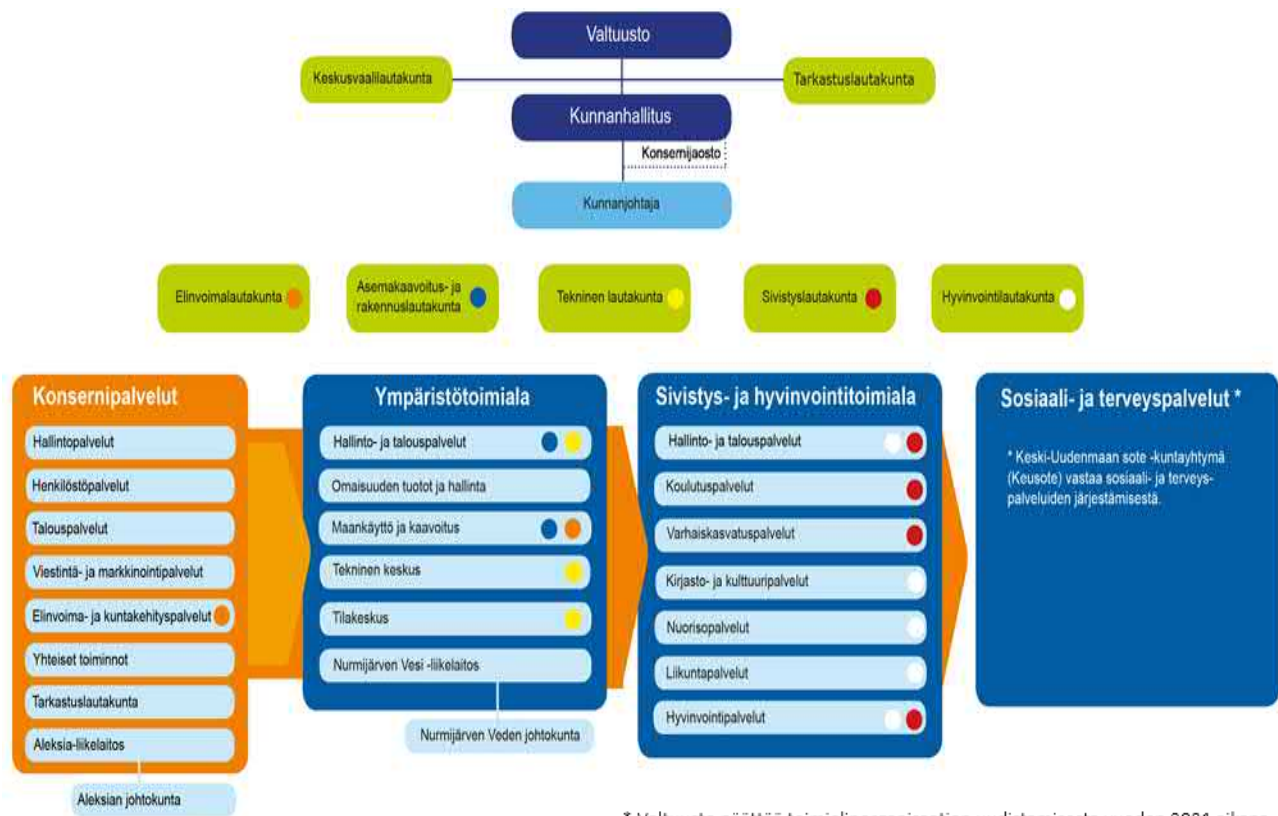 Valtuusto
Keskusvaalilautakunta
Tarkastuslautakunta
Kunnanhallitus
Konsernijaosto
Kunnanjohtaja
Elinvoimalautakunta
Asemakaavoitus- ja
rakennuslautakunta
Tekninen lautakunta
Sivistyslautakunta
Hyvinvointilautakunta
Konsernipalvelut
Hallintopalvelut
Henkilöstöpalvelut
Talouspalvelut
Viestintä- ja markkinointipalvelut
Elinvoima- ja kuntakehityspalvelut
Yhteiset toiminnot
Tarkastuslautakunta
Aleksia-liikelaitos
Aleksian johtokunta
Ympäristötoimiala
Hallinto- ja talouspalvelut
Omaisuuden tuotot ja hallinta
Maankäyttö ja kaavoitus
Tekninen keskus
Tilakeskus
Nurmijärven Vesi -liikelaitos
Nurmijärven Veden johtokunta
Sivistys- ja hyvinvointitoimiala
Hallinto- ja talouspalvelut
Koulutuspalvelut
Varhaiskasvatuspalvelut
Kirjasto- ja kulttuuripalvelut
Nuorisopalvelut
Liikuntapalvelut
Hyvinvointipalvelut
Sosiaali- ja terveyspalvelut *
* Keski-Uudenmaan sote -kuntayhtymä
(Keusote) vastaa sosiaali- ja terveys-
palveluiden järjestämisestä.